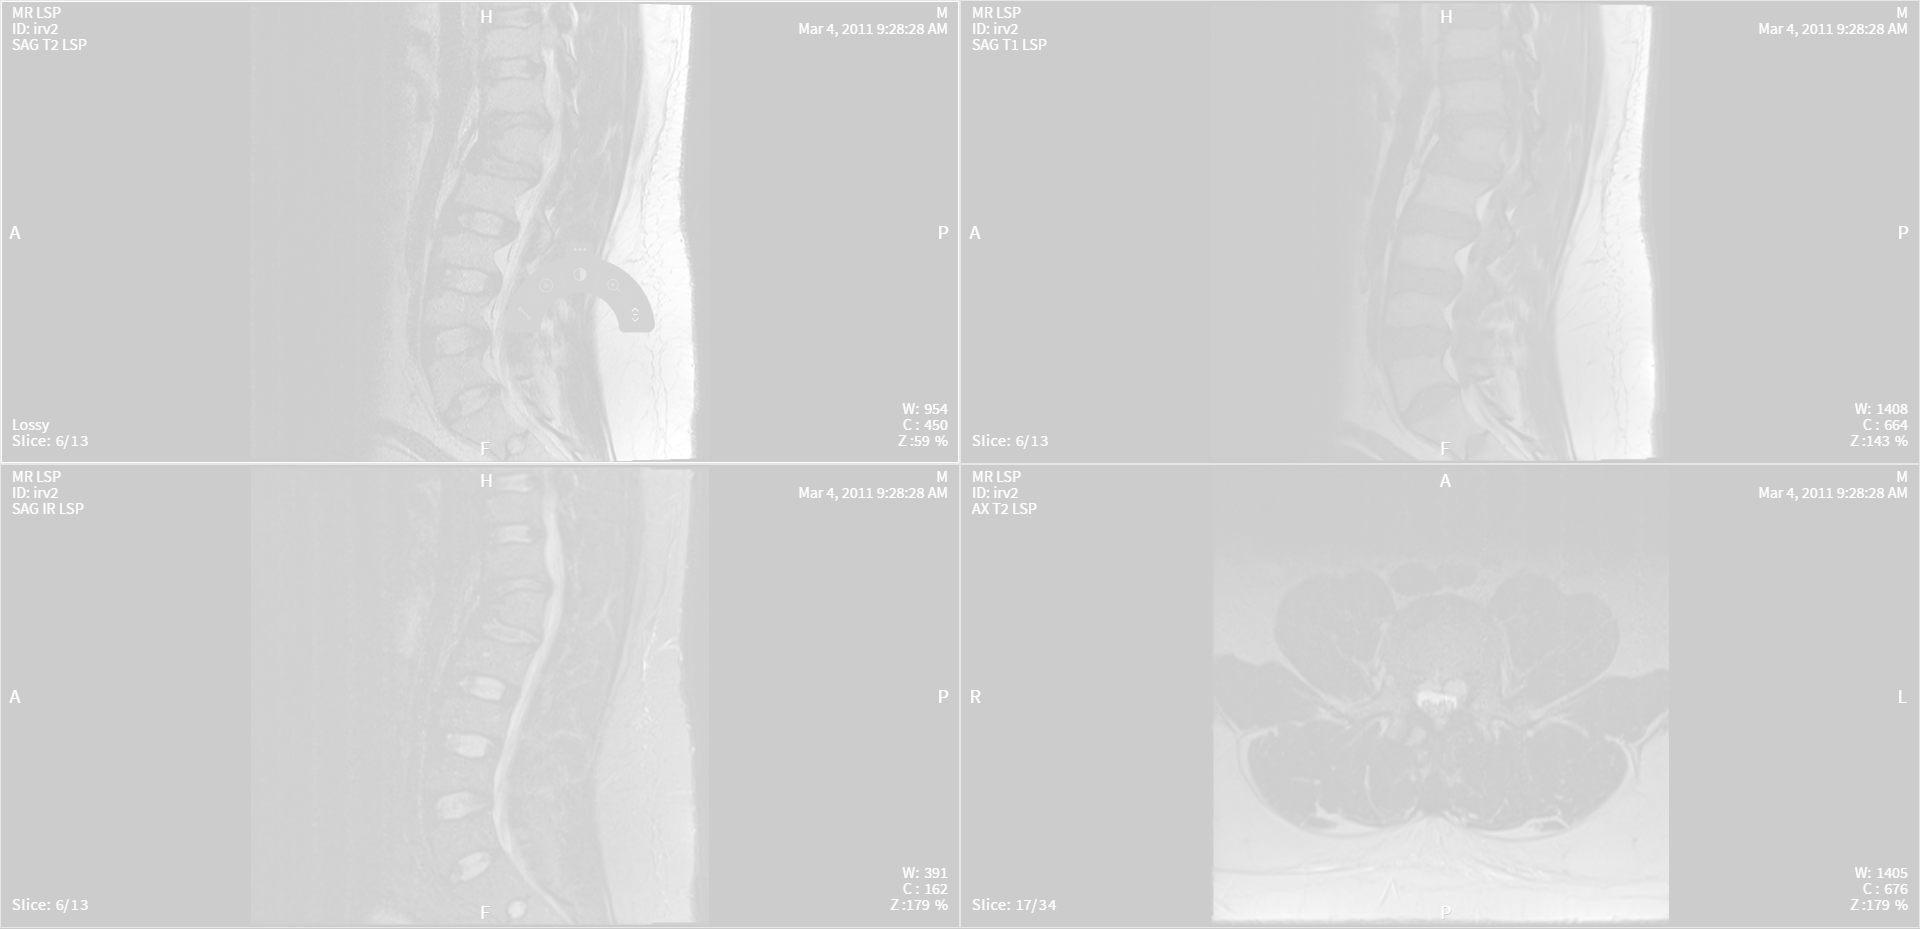 MR LSP
ID: irv2
SAG T2 LSP
H
M
Mar 4, 2011 9:28:28 AM
A
P
Lossy
Slice: 6/13
F
W: 954
C : 450
Z :59 %
MR LSP
ID: irv2
SAG T1 LSP
H
M
Mar 4, 2011 9:28:28 AM
A
P
Slice: 6/13
F
W: 1408
C : 664
Z :143 %
MR LSP
ID: irv2
SAG IR LSP
H
M
Mar 4, 2011 9:28:28 AM
A
P
Slice: 6/13
F
W: 391
C : 162
Z :179 %
MR LSP
ID: irv2
AX T2 LSP
A
M
Mar 4, 2011 9:28:28 AM
R
L
Slice: 17/34
P
W: 1405
C : 676
Z :179 %